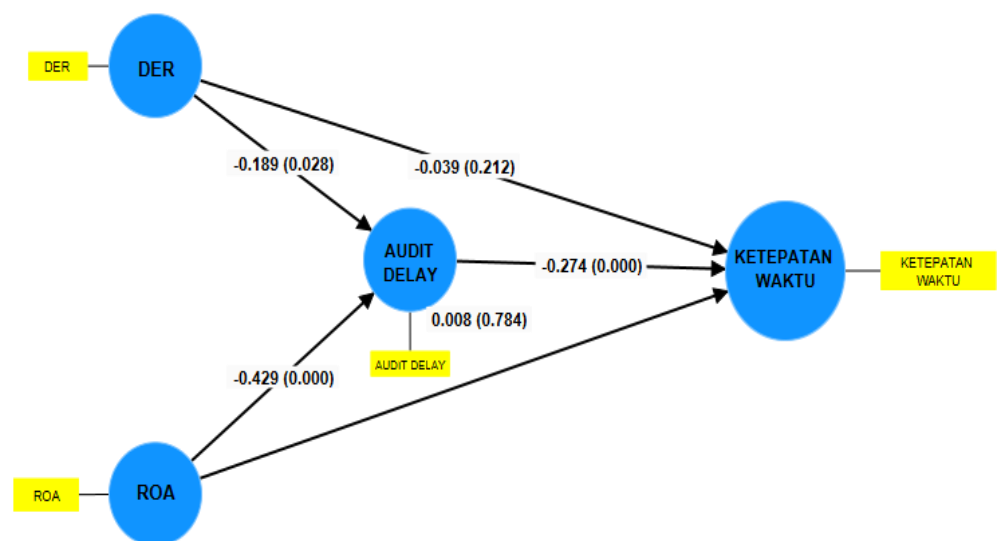 DER
DER
-0.189 (0.028)
-0.039 (0.212)
AUDIT
DELAY
-0.274 (0.000)
KETEPATAN
WAKTU
KETEPATAN
WAKTU
0.008 (0.784)
AUDIT DELAY
-0.429 (0.000)
ROA
ROA